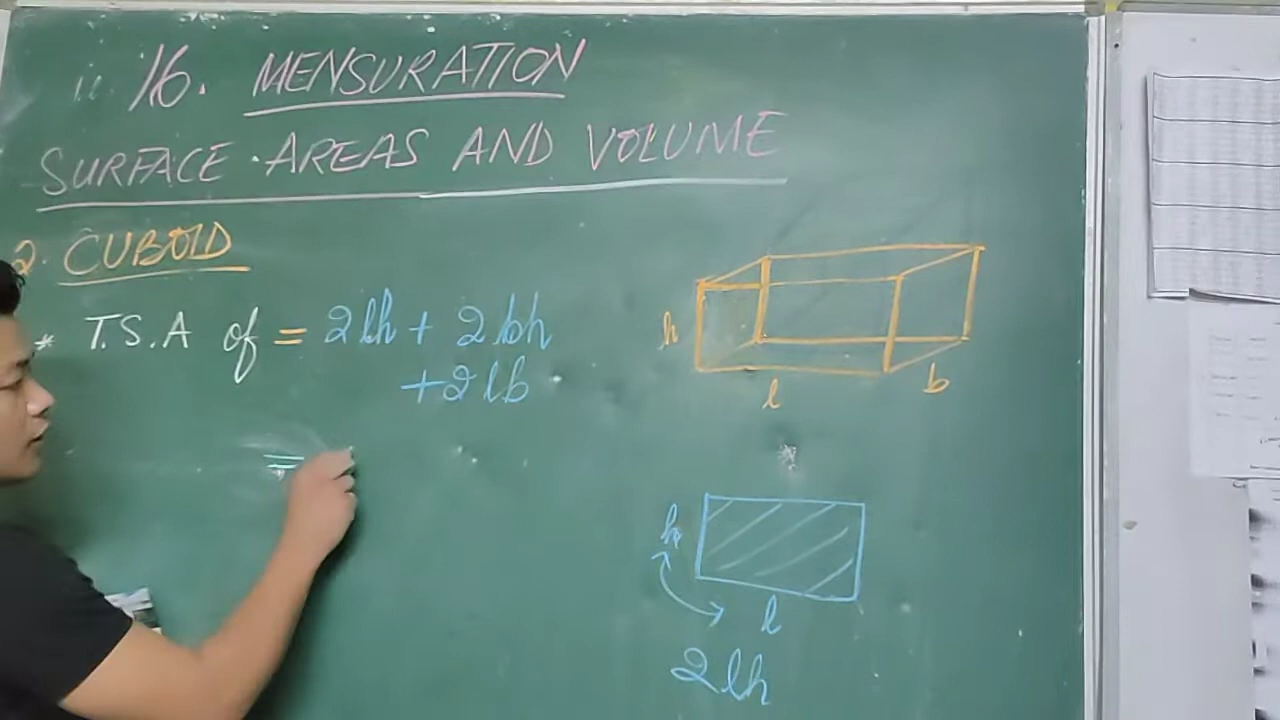 16. MENSURATION
SURFACE AREAS AND VOLUME
2. CUBOID
* T.S.A of = 2lh + 2bh
+2lb
=
h
l
b
h
l
2lh